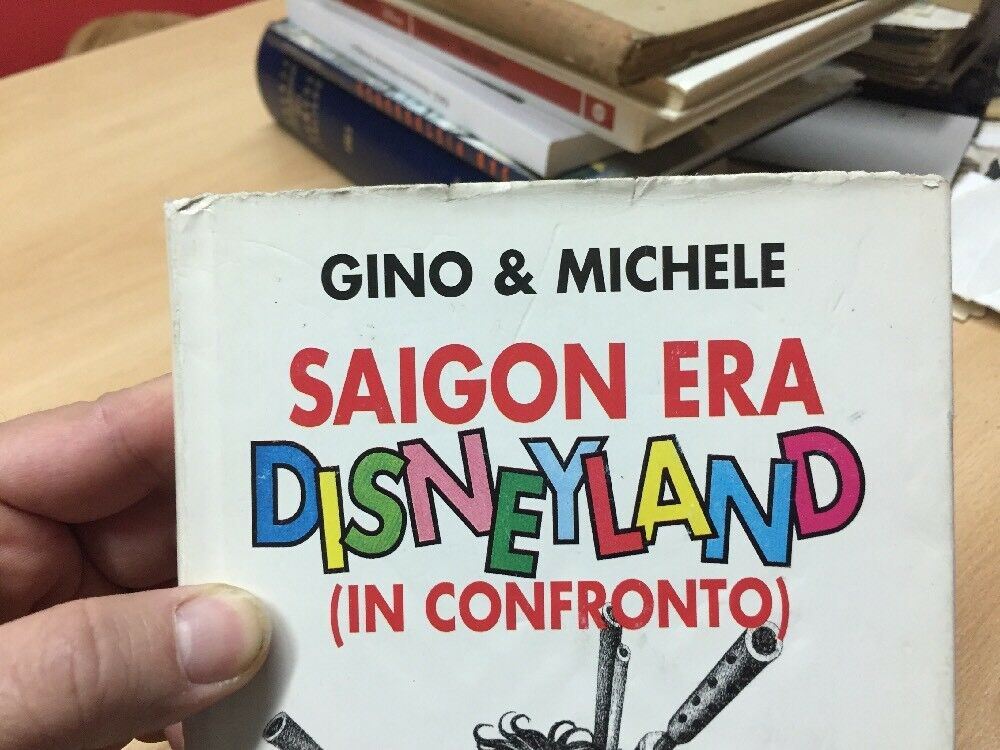 GINO & MICHELE
SAIGON ERA
DISNEYLAND
(IN CONFRONTO)